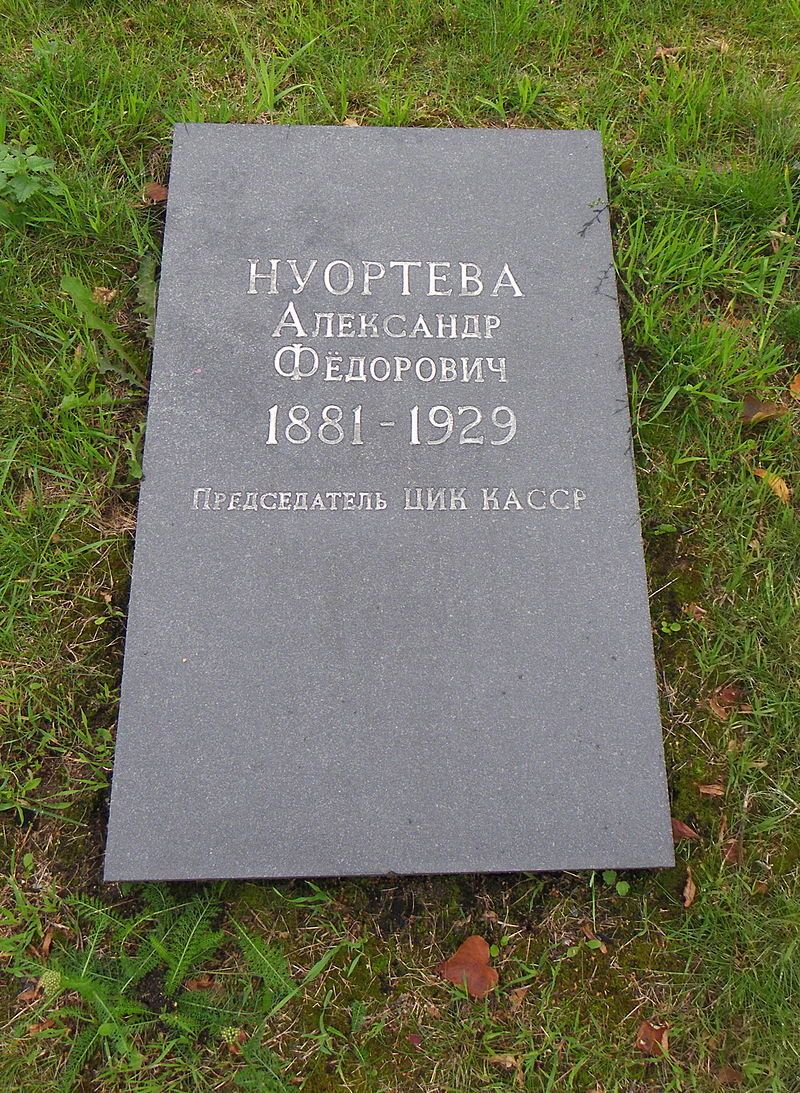 НУОРТЕВА
Александр
Фёдорович
1881-1929
Председатель ЦИК КАССР